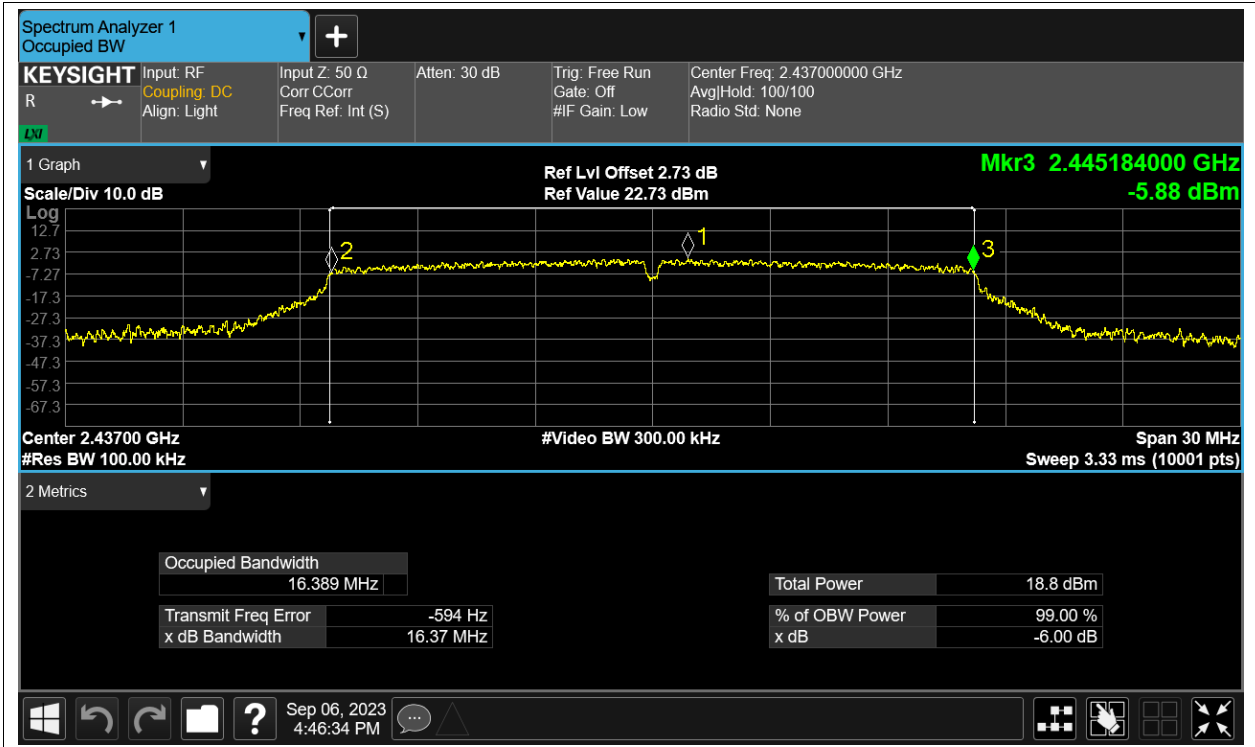 Spectrum Analyzer 1
Occupied BW
KEYSIGHT
R
LXI
Input: RF
Coupling: DC
Align: Light
Input Z: 50 Ω
Corr CCorr
Freq Ref: Int (S)
Atten: 30 dB
Trig: Free Run
Gate: Off
#IF Gain: Low
Center Freq: 2.437000000 GHz
Avg|Hold: 100/100
Radio Std: None
1 Graph
Scale/Div 10.0 dB
Ref Lvl Offset 2.73 dB
Ref Value 22.73 dBm
Mkr3 2.445184000 GHz
-5.88 dBm
Log
12.7
2.73
-7.27
-17.3
-27.3
-37.3
-47.3
-57.3
-67.3
2
1
3
Center 2.43700 GHz
#Res BW 100.00 kHz
#Video BW 300.00 kHz
Span 30 MHz
Sweep 3.33 ms (10001 pts)
2 Metrics
Occupied Bandwidth
16.389 MHz
Transmit Freq Error -594 Hz
x dB Bandwidth 16.37 MHz
Total Power 18.8 dBm
% of OBW Power 99.00 %
x dB -6.00 dB
?
Sep 06, 2023
4:46:34 PM